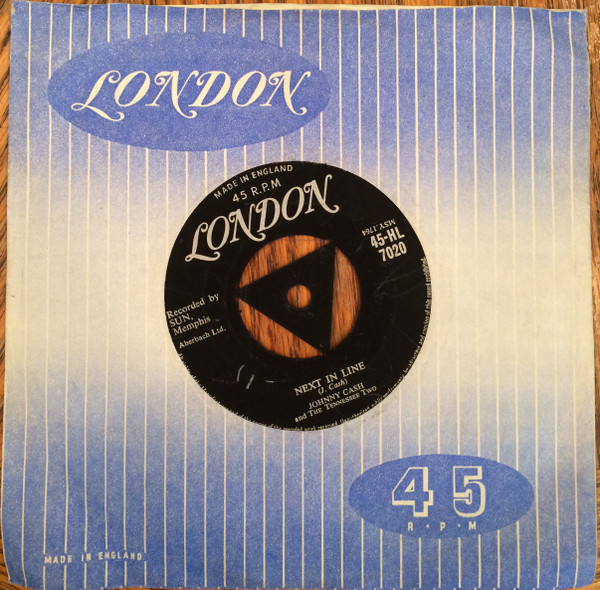 LONDON
MADE IN ENGLAND
45 R.P.M
LONDON
MSY.1764
45-HL
7020
Recorded by
SUN,
Memphis
Aberbach Ltd.
NEXT IN LINE
(J. Cash)
JOHNNY CASH
and THE TENNESSEE TWO
45
R·P·M
MADE IN ENGLAND